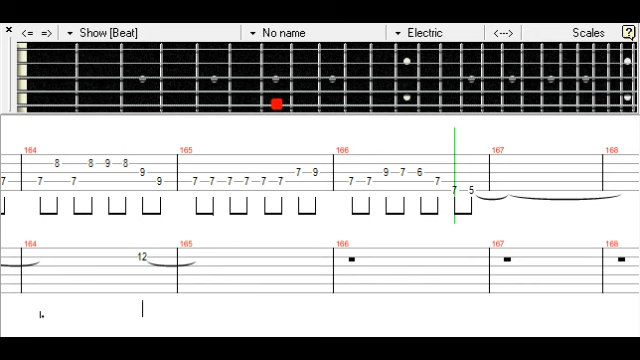 × <= => ▾ Show [Beat] ▾ No name ▾ Electric <---> Scales ?
164 165 166 167 168
8 8 9 8
9 7 9 9 7 6
7 7 7 9 7 7 7 7 7 7 7 7 7
7 5
164 165 166 167 168
12